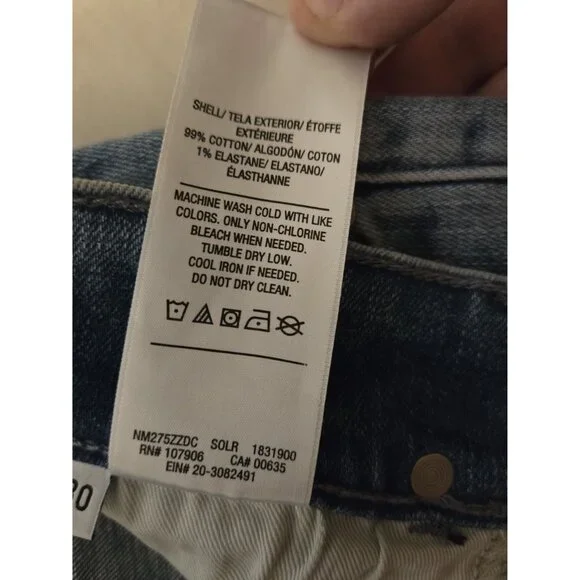 SHELL/ TELA EXTERIOR/ ÉTOFFE
EXTÉRIEURE
99% COTTON/ ALGODÓN/ COTON
1% ELASTANE/ ELASTANO/
ÉLASTHANNE
MACHINE WASH COLD WITH LIKE
COLORS. ONLY NON-CHLORINE
BLEACH WHEN NEEDED.
TUMBLE DRY LOW.
COOL IRON IF NEEDED.
DO NOT DRY CLEAN.
NM275ZZDC SOLR 1831900
RN# 107906 CA# 00635
EIN# 20-3082491